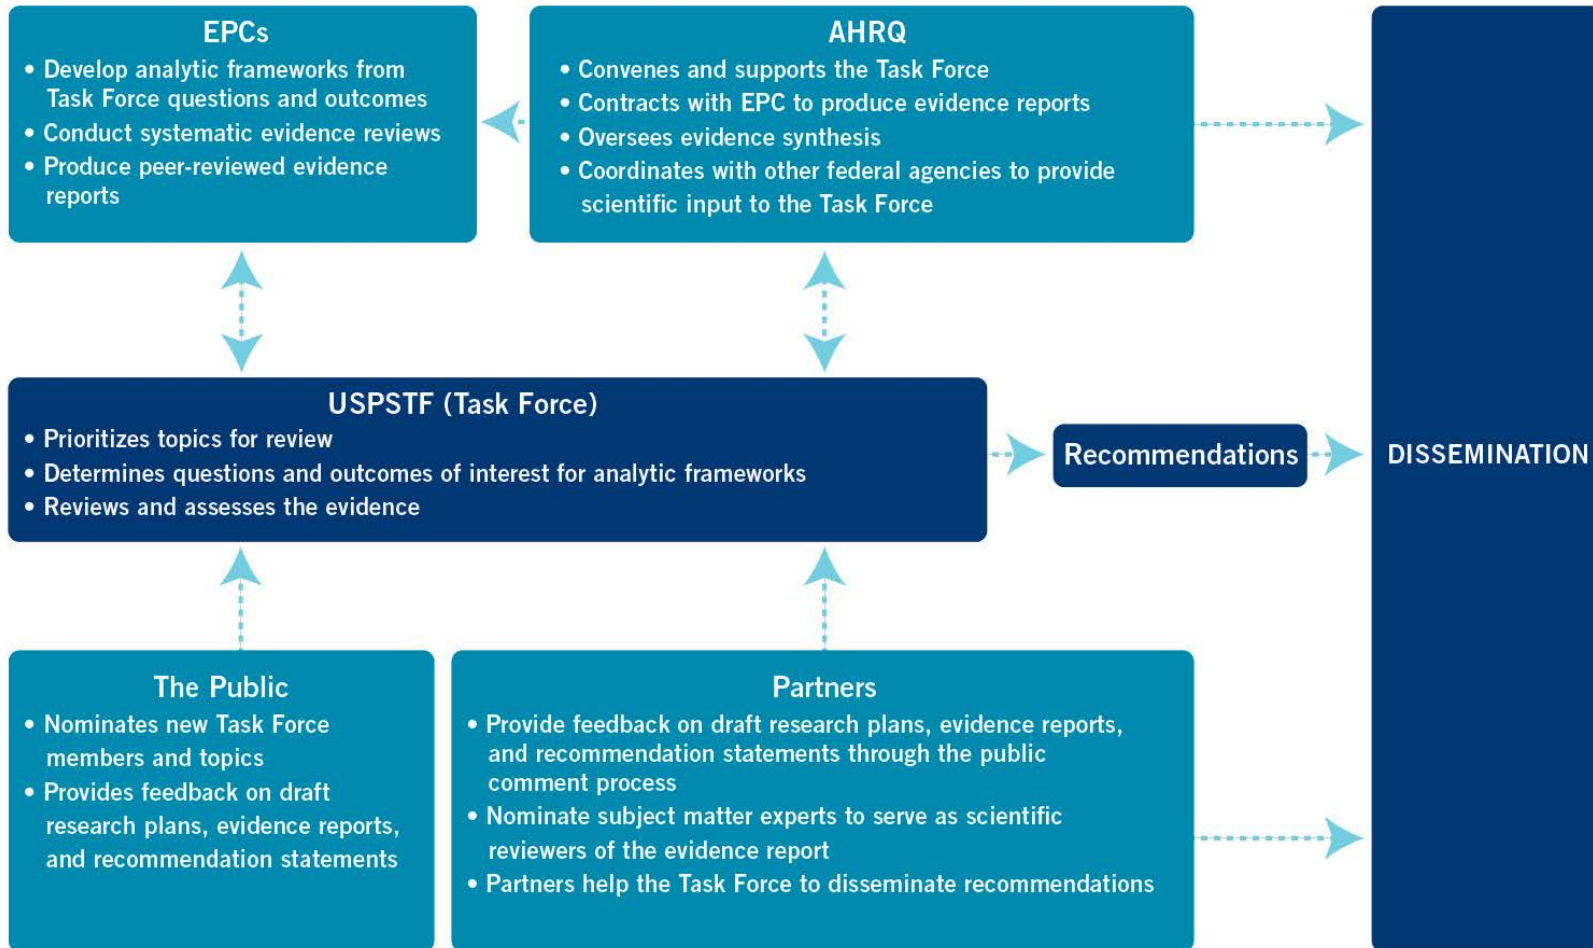 EPCs
• Develop analytic frameworks from
Task Force questions and outcomes
• Conduct systematic evidence reviews
• Produce peer-reviewed evidence
reports
AHRQ
• Convenes and supports the Task Force
• Contracts with EPC to produce evidence reports
• Oversees evidence synthesis
• Coordinates with other federal agencies to provide
scientific input to the Task Force
USPSTF (Task Force)
• Prioritizes topics for review
• Determines questions and outcomes of interest for analytic frameworks
• Reviews and assesses the evidence
Recommendations
DISSEMINATION
The Public
• Nominates new Task Force
members and topics
• Provides feedback on draft
research plans, evidence reports,
and recommendation statements
Partners
• Provide feedback on draft research plans, evidence reports,
and recommendation statements through the public
comment process
• Nominate subject matter experts to serve as scientific
reviewers of the evidence report
• Partners help the Task Force to disseminate recommendations